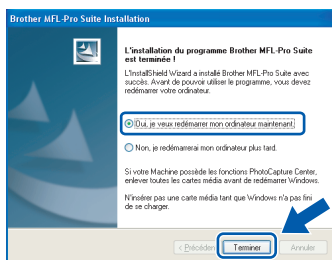 Brother MFL-Pro Suite Installation
L'installation du programme Brother MFL-Pro Suite
est terminée !
L'InstallShield Wizard a installé Brother MFL-Pro Suite avec
succès. Avant de pouvoir utiliser le programme, vous devez
redémarrer votre ordinateur.
Oui, je veux redémarrer mon ordinateur maintenant.
Non, je redémarrerai mon ordinateur plus tard.
Si votre Machine possède les fonctions PhotoCapture Center,
enlever toutes les cartes média avant de redémarrer Windows.
N'insérer pas une carte média tant que Windows n'a pas fini
de se charger.
< Précéden
Terminer
Annuler